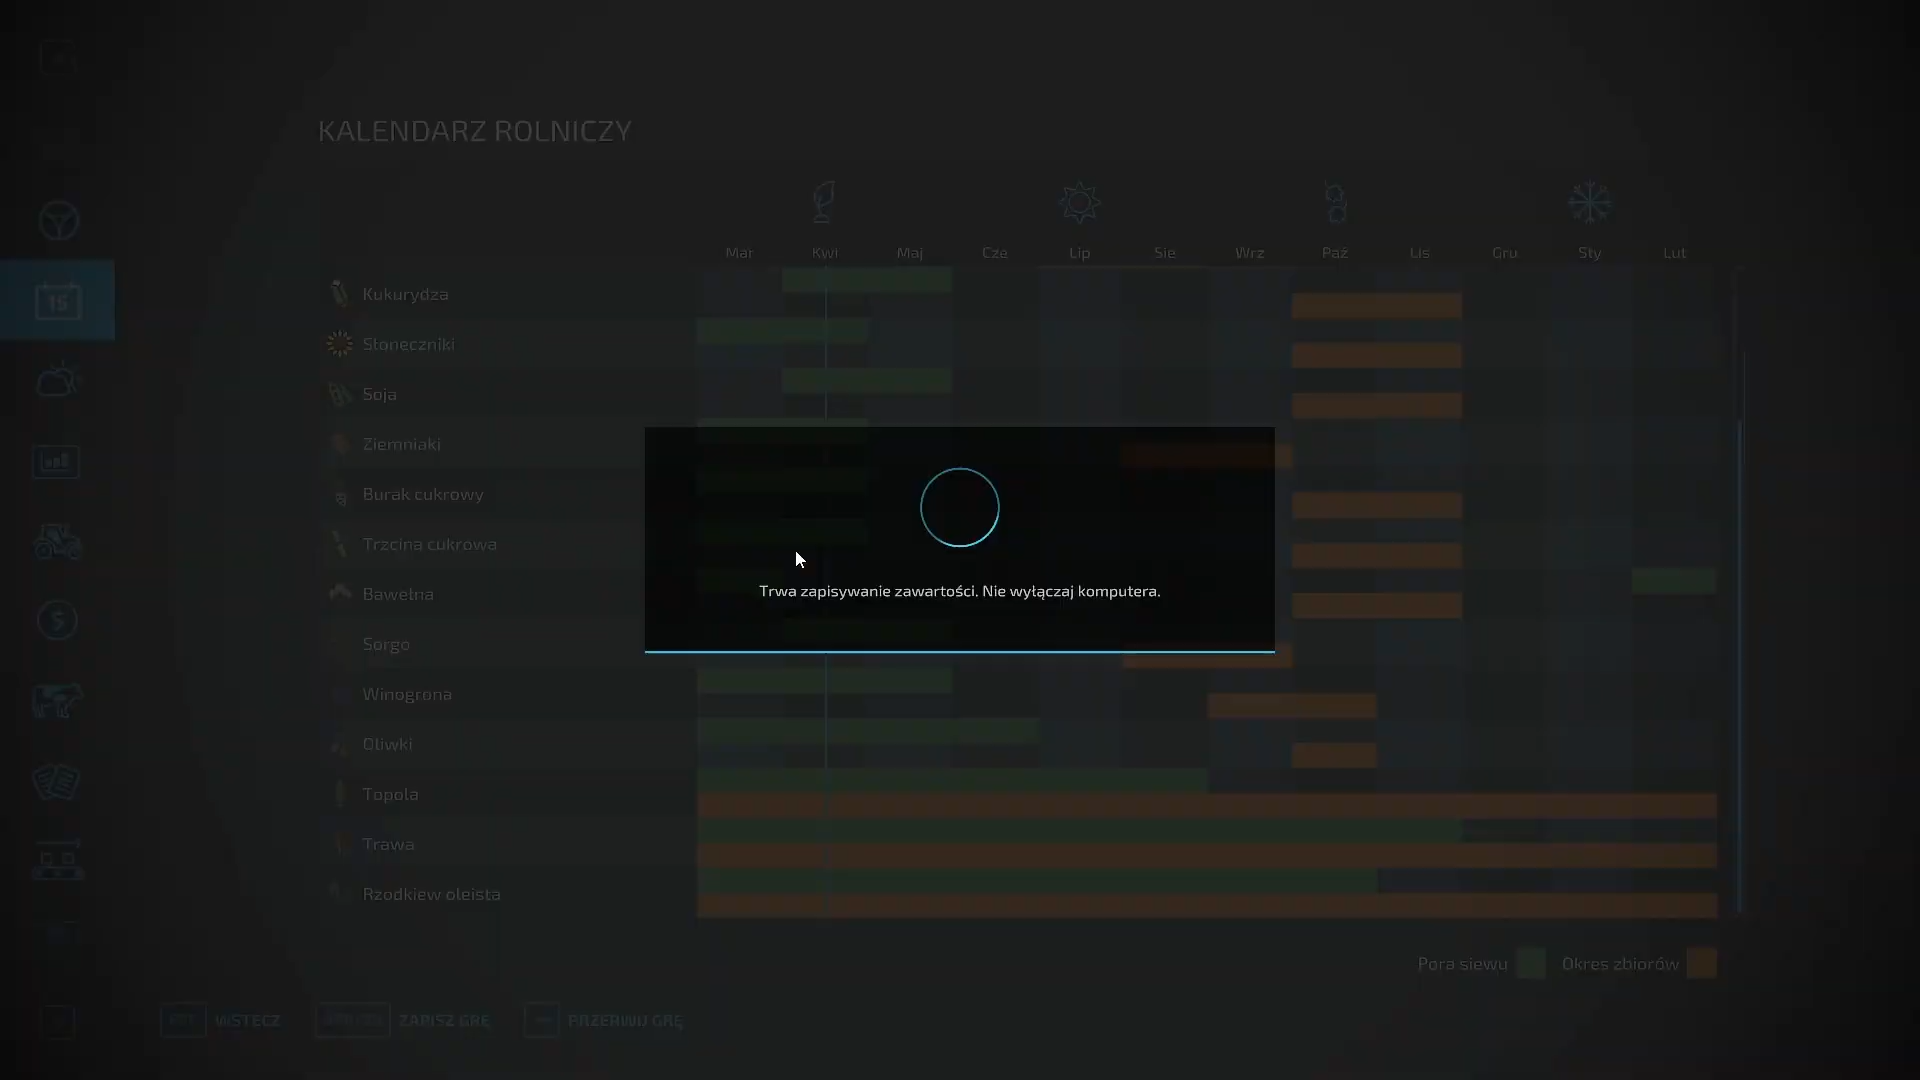 KALENDARZ ROLNICZY
Mar Kwi Maj Cze Lip Sie Wrz Paź Lis Gru Sty Lut
Kukurydza
15
Słoneczniki
Soja
Ziemniaki
Burak cukrowy
Trzcina cukrowa
Bawełna
Trwa zapisywanie zawartości. Nie wyłączaj komputera.
Sorgo
Winogrona
Oliwki
Topola
Trawa
Rzodkiew oleista
Pora siewu Okres zbiorów
WSTECZ ZAPISZ GRĘ PRZERWIJ GRĘ